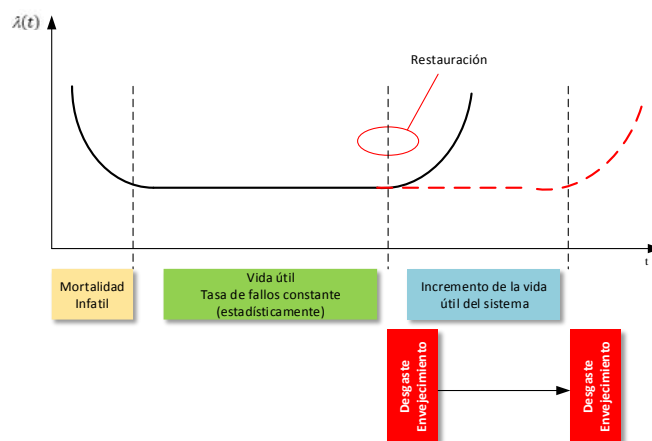 λ(t)
Restauración
t
Mortalidad
Infatil
Vida útil
Tasa de fallos constante
(estadísticamente)
Incremento de la vida
útil del sistema
Desgaste
Envejecimiento
Desgaste
Envejecimiento